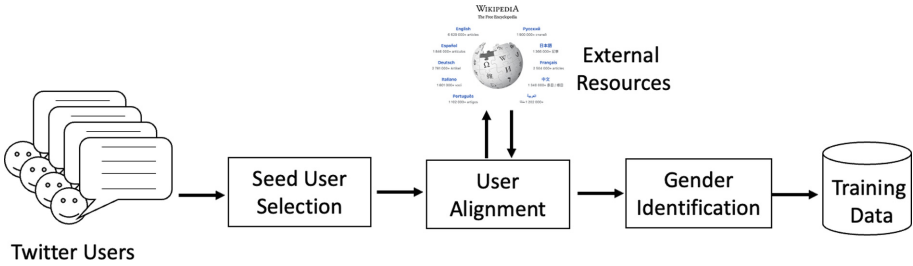 WIKIPEDIA
The Free Encyclopedia
English
Русский
Español
日本語
Deutsch
Français
Italiano
中文
Português
العربية
External
Resources
Seed User
Selection
User
Alignment
Gender
Identification
Training
Data
Twitter Users